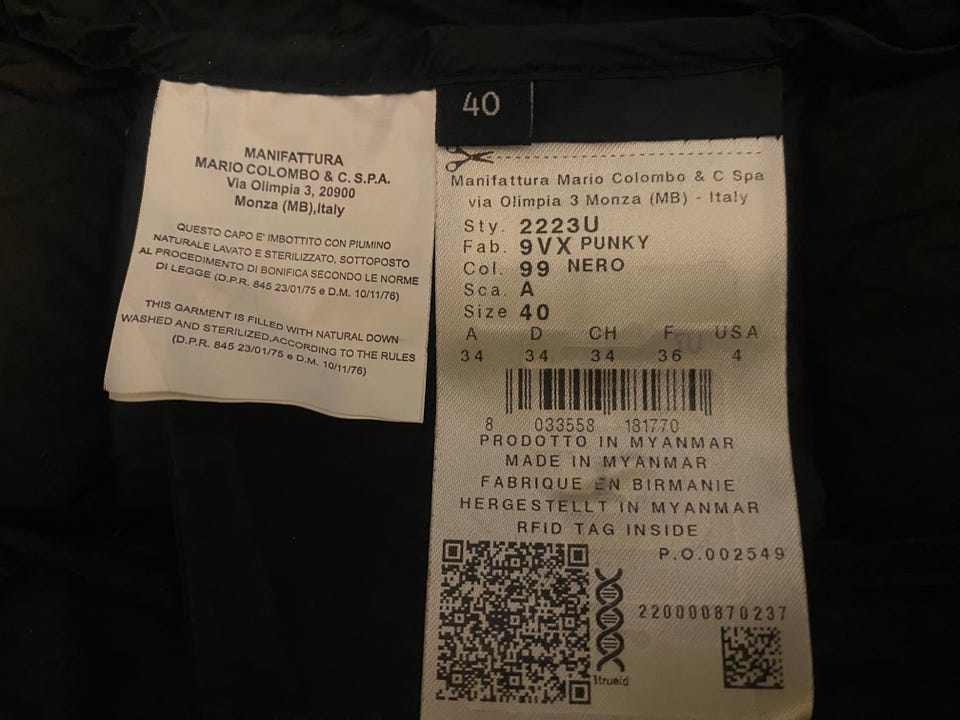 MANIFATTURA
MARIO COLOMBO & C. S.P.A.
Via Olimpia 3, 20900
Monza (MB),Italy
QUESTO CAPO E' IMBOTTITO CON PIUMINO
NATURALE LAVATO E STERILIZZATO, SOTTOPOSTO
AL PROCEDIMENTO DI BONIFICA SECONDO LE NORME
DI LEGGE (D.P.R. 845 23/01/75 e D.M. 10/11/76)
THIS GARMENT IS FILLED WITH NATURAL DOWN
WASHED AND STERILIZED,ACCORDING TO THE RULES
(D.P.R. 845 23/01/75 e D.M. 10/11/76)
40
Manifattura Mario Colombo & C Spa
via Olimpia 3 Monza (MB) - Italy
Sty. 2223U
Fab. 9VX PUNKY
Col. 99 NERO
Sca. A
Size 40
A D CH F USA
34 34 34 36 4
8 033558 181770
PRODOTTO IN MYANMAR
MADE IN MYANMAR
FABRIQUE EN BIRMANIE
HERGESTELLT IN MYANMAR
RFID TAG INSIDE
P.O.002549
220000870237
1trueid